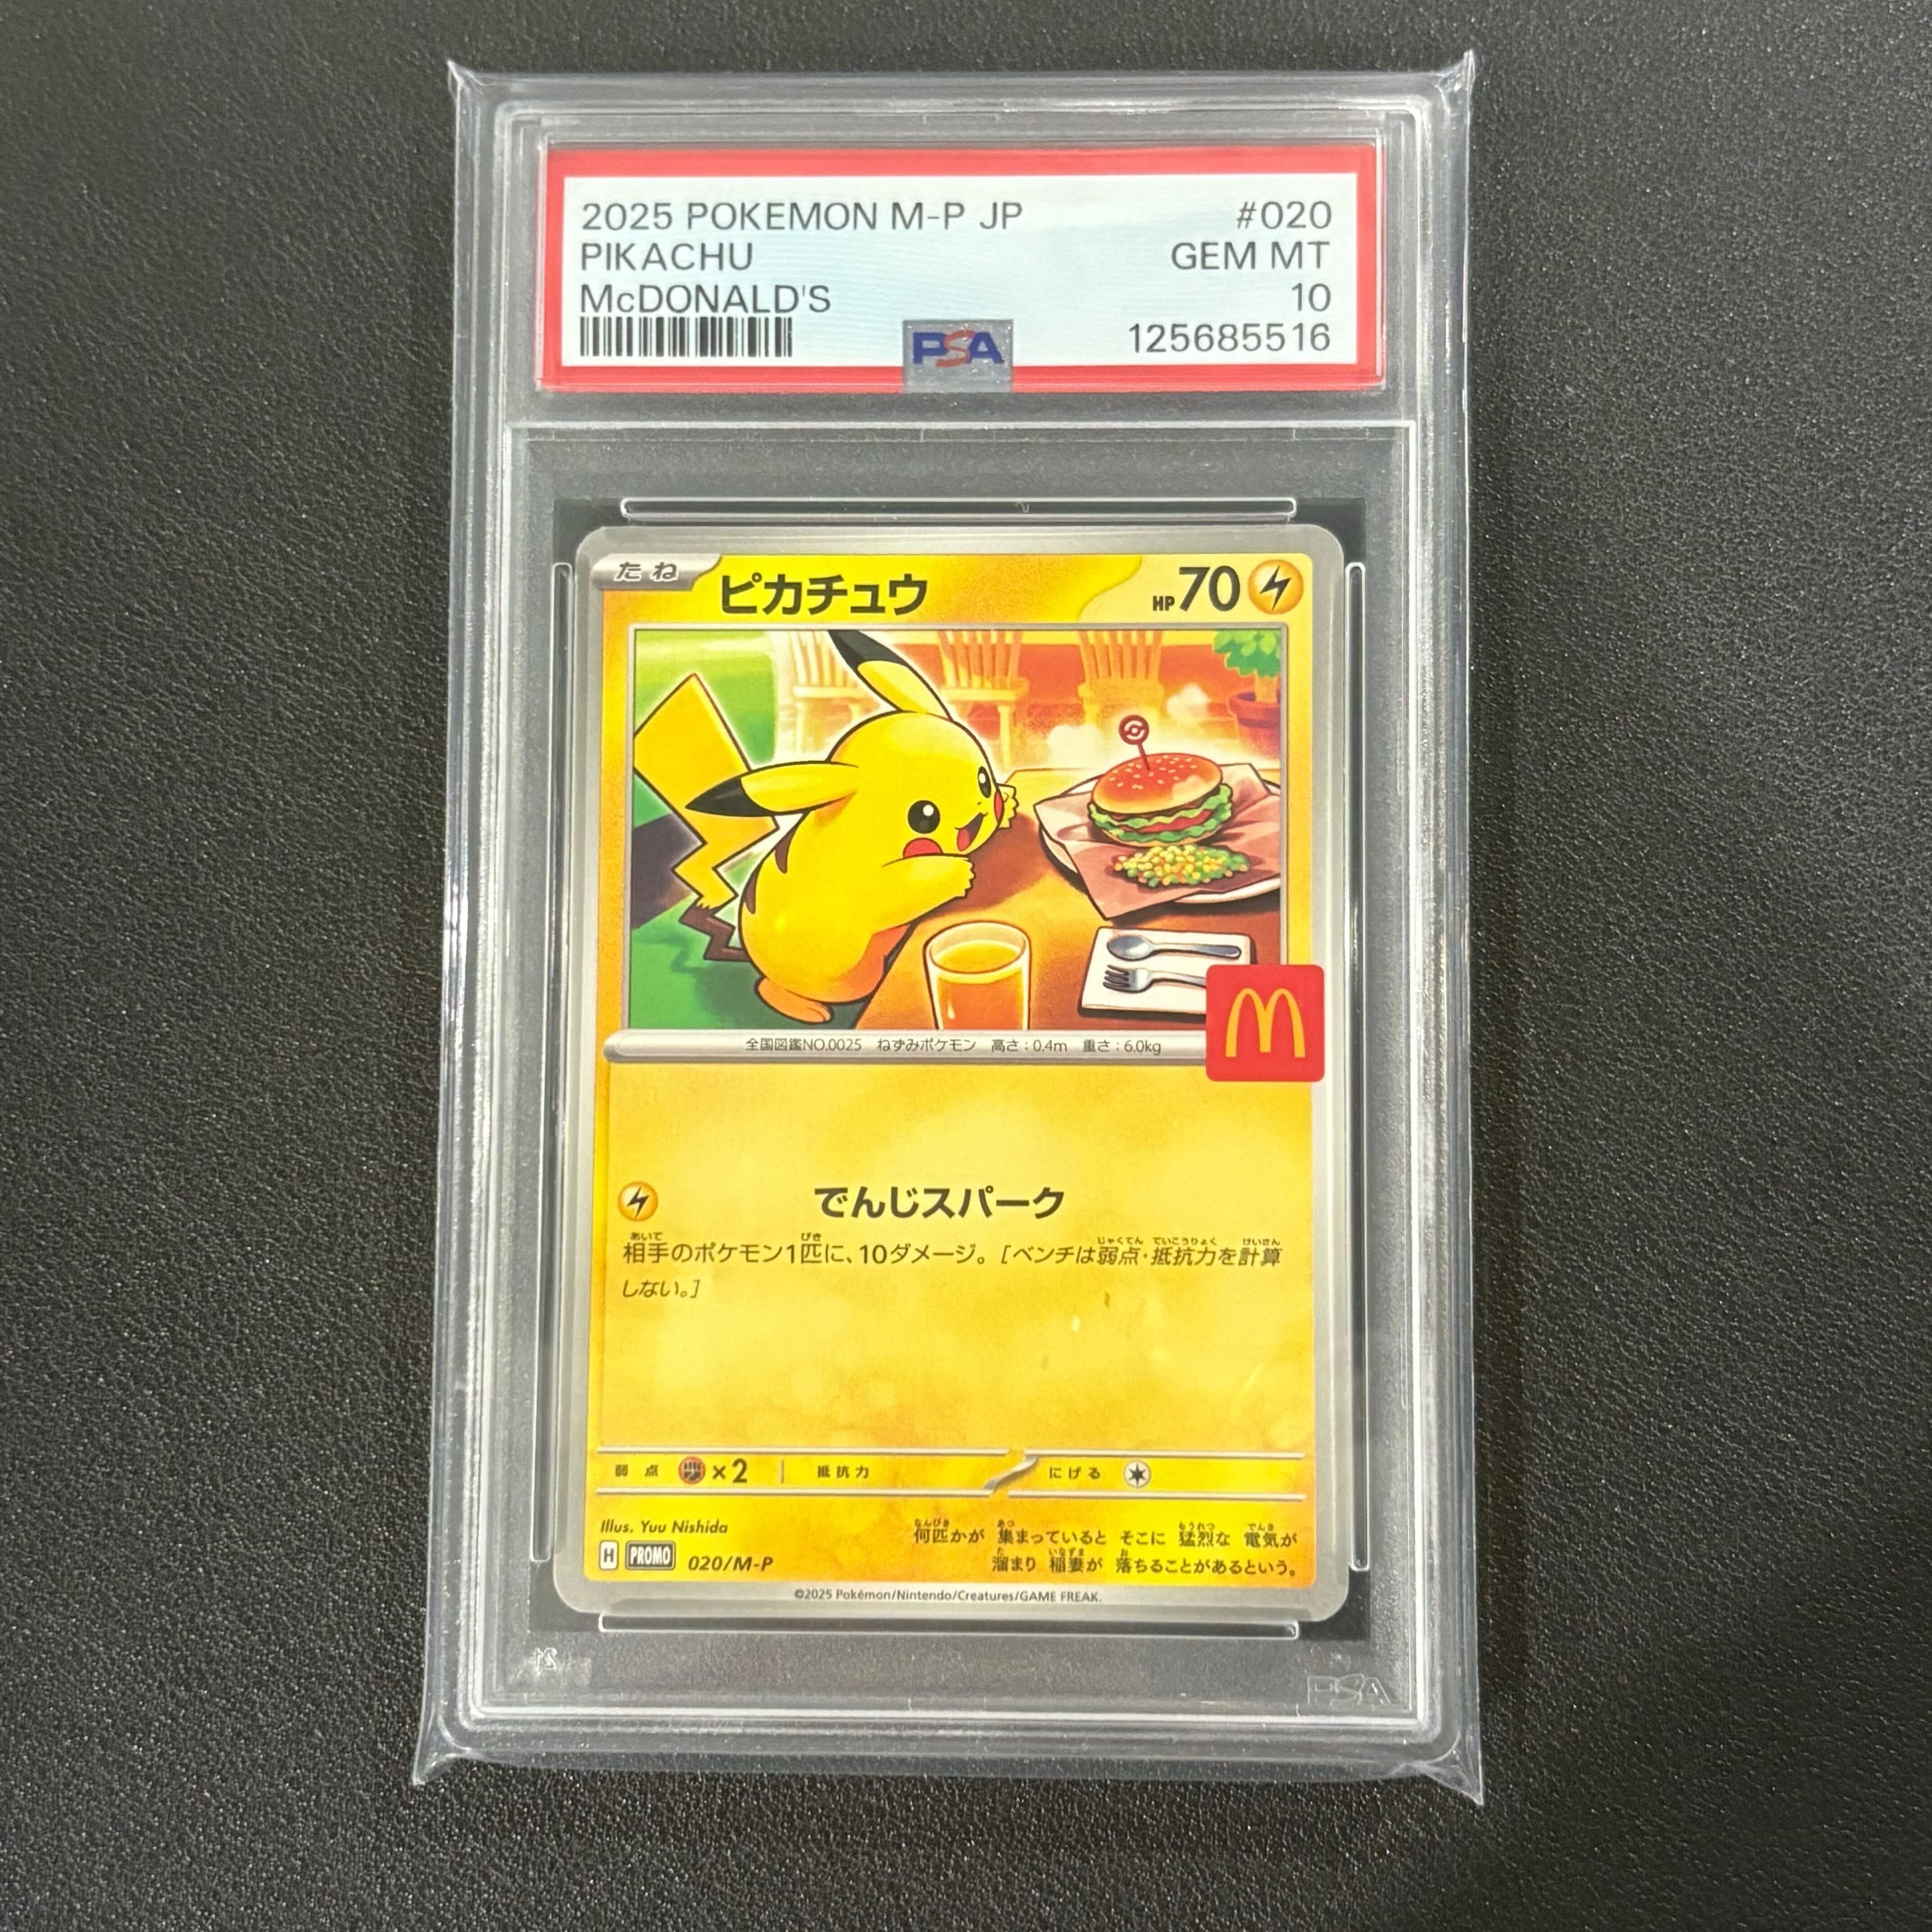 2025 POKEMON M-P JP #020
PIKACHU GEM MT
McDONALD'S 10
PSA 125685516
たね ピカチュウ HP70
全国図鑑NO.0025 ねずみポケモン 高さ:0.4m 重さ:6.0kg
でんじスパーク
相手のポケモン1匹に、10ダメージ。[ベンチは弱点・抵抗力を計算
しない。]
弱点 ×2 抵抗力 にげる
Illus. Yuu Nishida
H PROMO 020/M-P
何匹かが 集まっていると そこに 猛烈な 電気が
溜まり 稲妻が 落ちることがあるという。
©2025 Pokémon/Nintendo/Creatures/GAME FREAK.
PSA